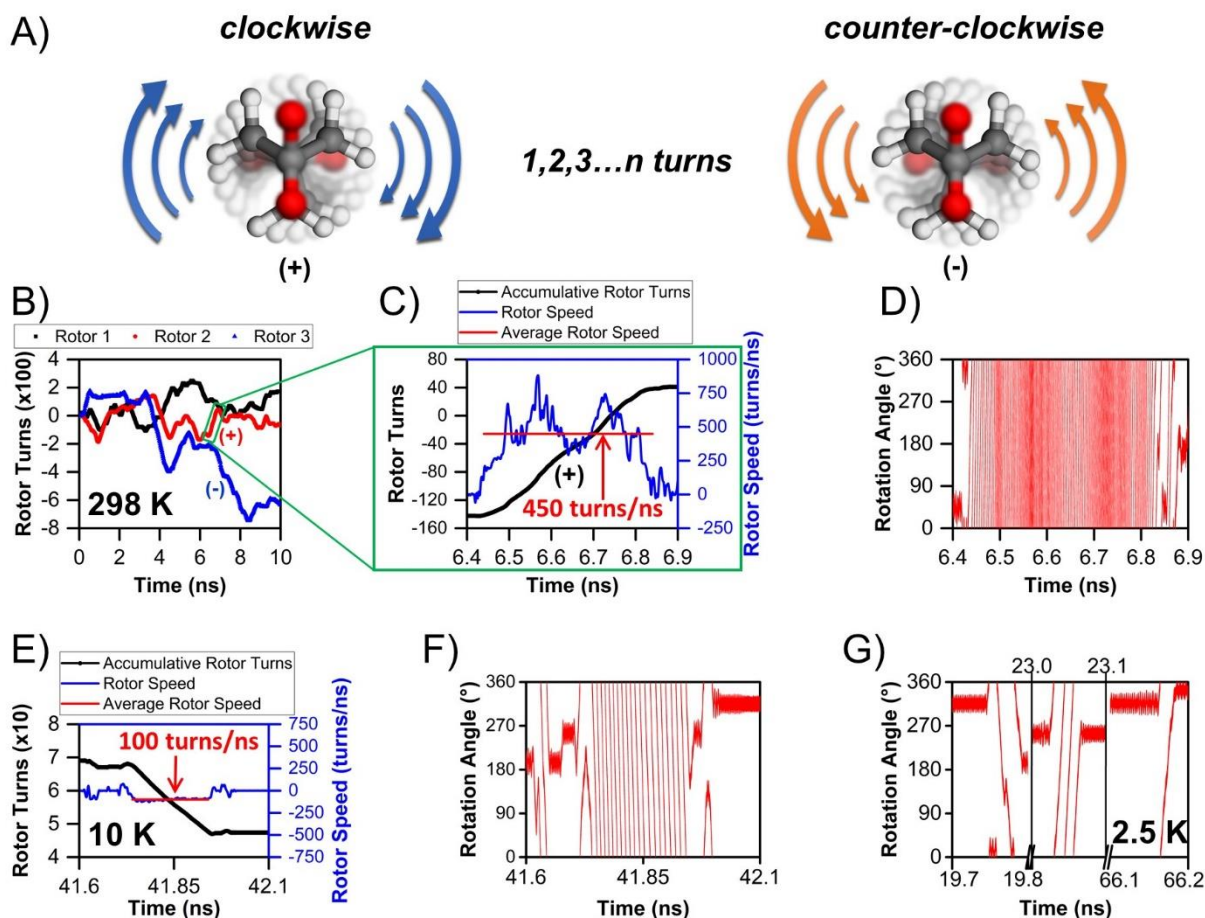 A)
clockwise
counter-clockwise
1,2,3...n turns
(+)
(-)
B)
Rotor 1 Rotor 2 Rotor 3
Rotor Turns (x100)
4
2
0
-2
-4
-6
-8
(+)
(-)
298 K
0 2 4 6 8 10
Time (ns)
C)
Accumulative Rotor Turns
Rotor Speed
Average Rotor Speed
Rotor Turns
80
40
0
-40
-80
-120
-160
(+)
450 turns/ns
1000
750
500
250
0
-250
Rotor Speed (turns/ns)
6.4 6.5 6.6 6.7 6.8 6.9
Time (ns)
D)
Rotation Angle (°)
360
270
180
90
0
6.4 6.5 6.6 6.7 6.8 6.9
Time (ns)
E)
Accumulative Rotor Turns
Rotor Speed
Average Rotor Speed
Rotor Turns (x10)
8
7
6
5
4
100 turns/ns
10 K
750
500
250
0
-250
-500
-750
Rotor Speed (turns/ns)
41.6 41.85 42.1
Time (ns)
F)
Rotation Angle (°)
360
270
180
90
0
41.6 41.85 42.1
Time (ns)
G)
23.0 23.1
Rotation Angle (°)
360
270
180
90
0
2.5 K
19.7 19.8 66.1 66.2
Time (ns)